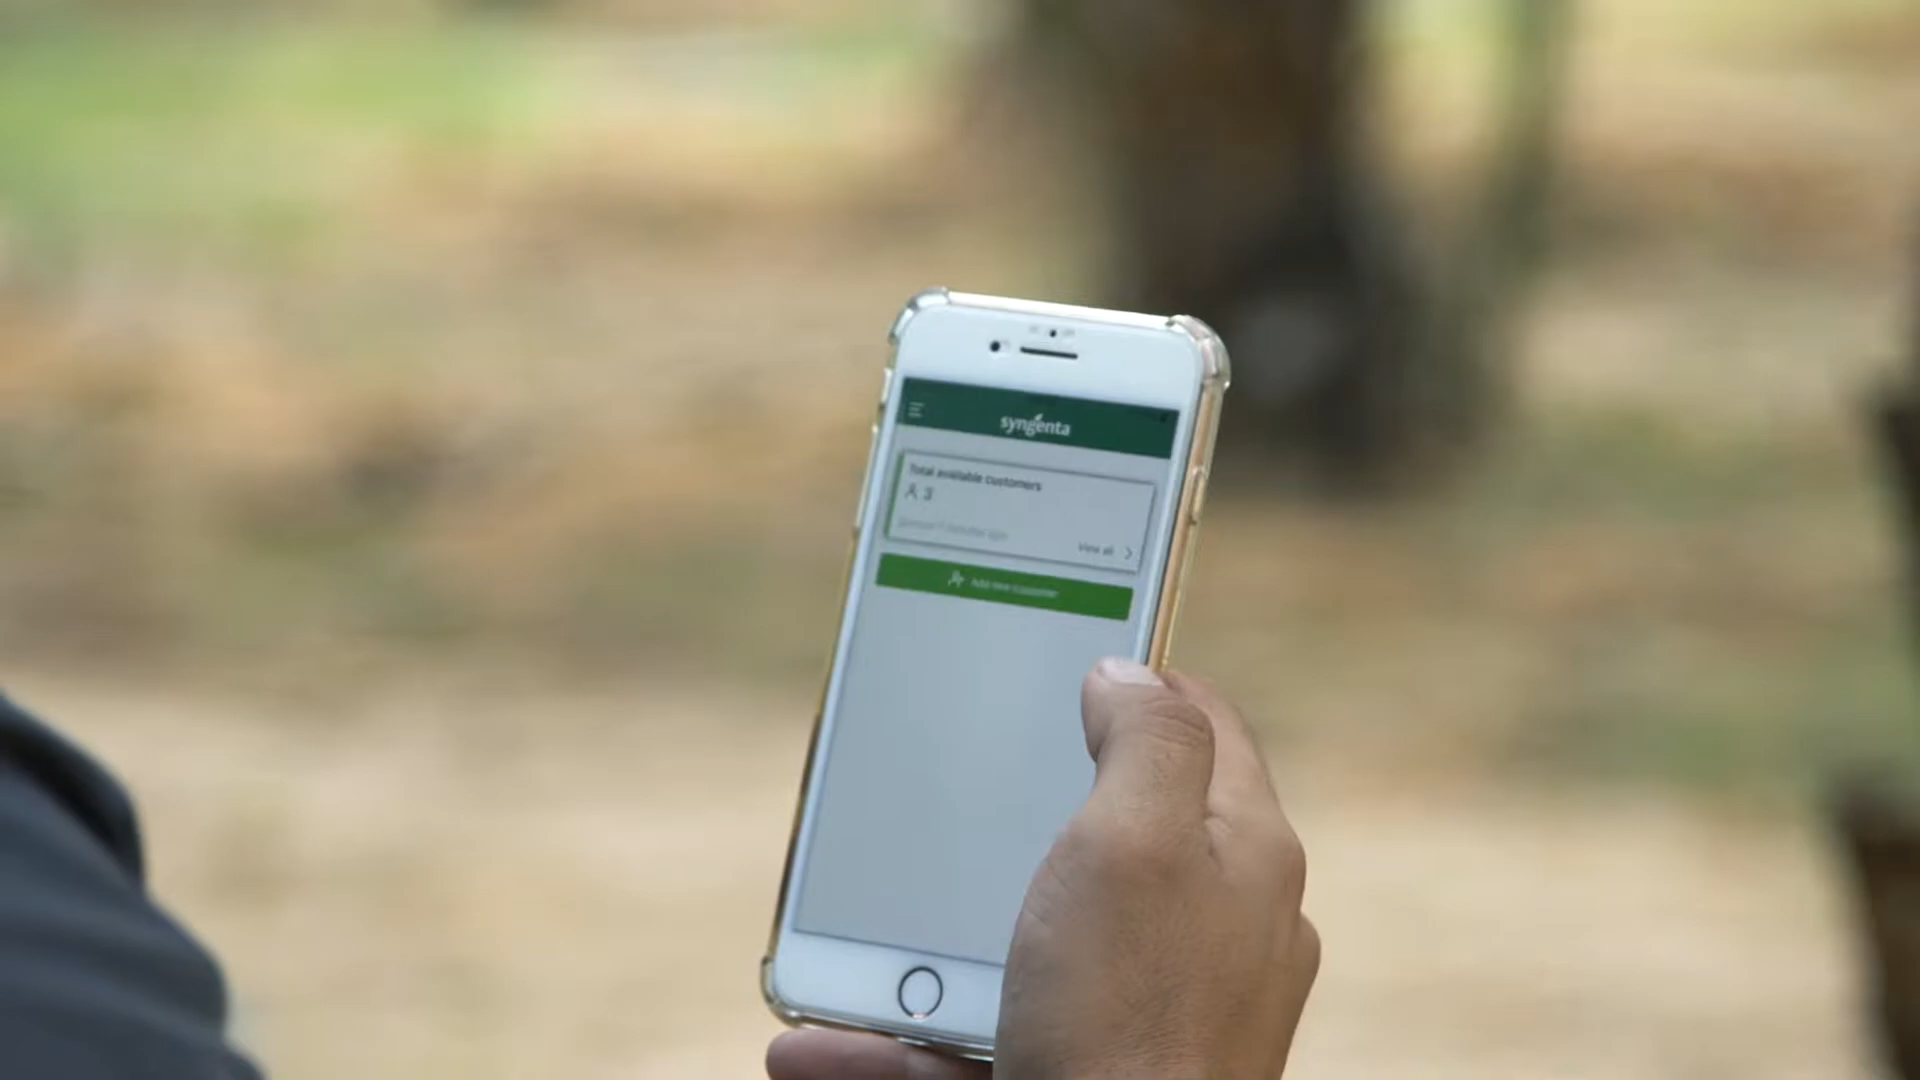 syngenta
Total available customers
3
View all
Add new customer